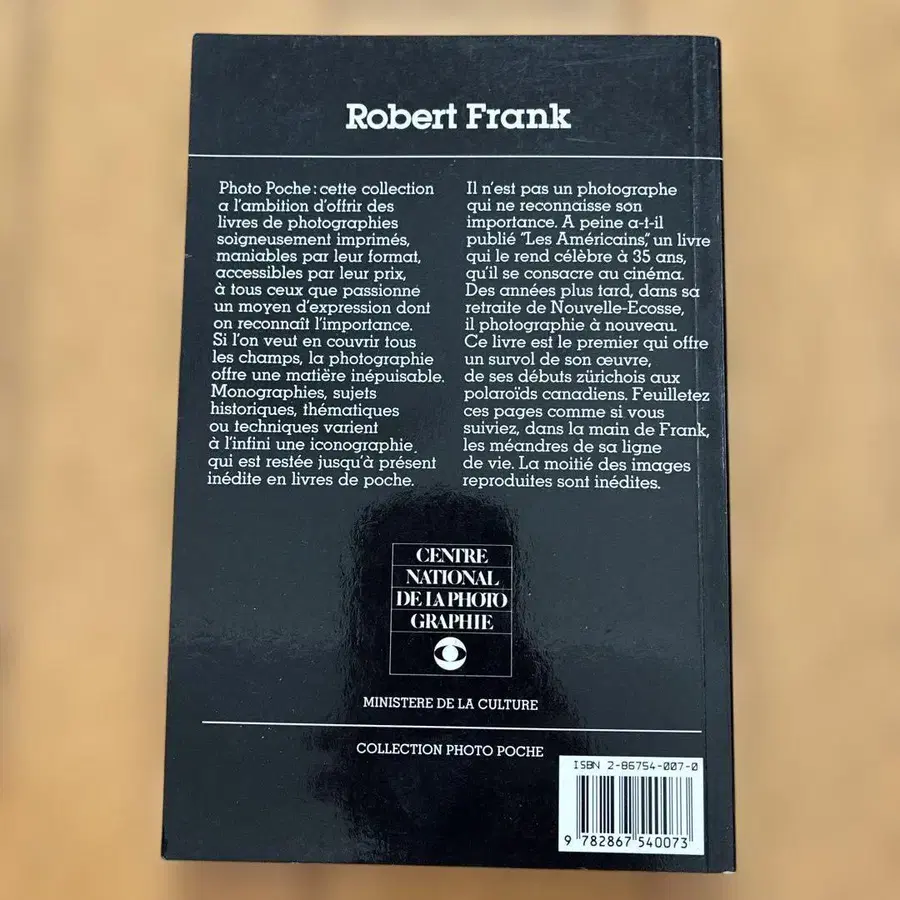 Robert Frank
Photo Poche : cette collection
a l'ambition d'offrir des
livres de photographies
soigneusement imprimés,
maniables par leur format,
accessibles par leur prix,
à tous ceux que passionne
un moyen d'expression dont
on reconnaît l'importance.
Si l'on veut en couvrir tous
les champs, la photographie
offre une matière inépuisable.
Monographies, sujets
historiques, thématiques
ou techniques varient
à l'infini une iconographie
qui est restée jusqu'à présent
inédite en livres de poche.
Il n'est pas un photographe
qui ne reconnaisse son
importance. A peine a-t-il
publié "Les Américains", un livre
qui le rend célèbre à 35 ans,
qu'il se consacre au cinéma.
Des années plus tard, dans sa
retraite de Nouvelle-Ecosse,
il photographie à nouveau.
Ce livre est le premier qui offre
un survol de son œuvre,
de ses débuts zürichois aux
polaroïds canadiens. Feuilletez
ces pages comme si vous
suiviez, dans la main de Frank,
les méandres de sa ligne
de vie. La moitié des images
reproduites sont inédites.
CENTRE
NATIONAL
DE LA PHOTO
GRAPHIE
MINISTERE DE LA CULTURE
COLLECTION PHOTO POCHE
ISBN 2-86754-007-0
9 782867 540073